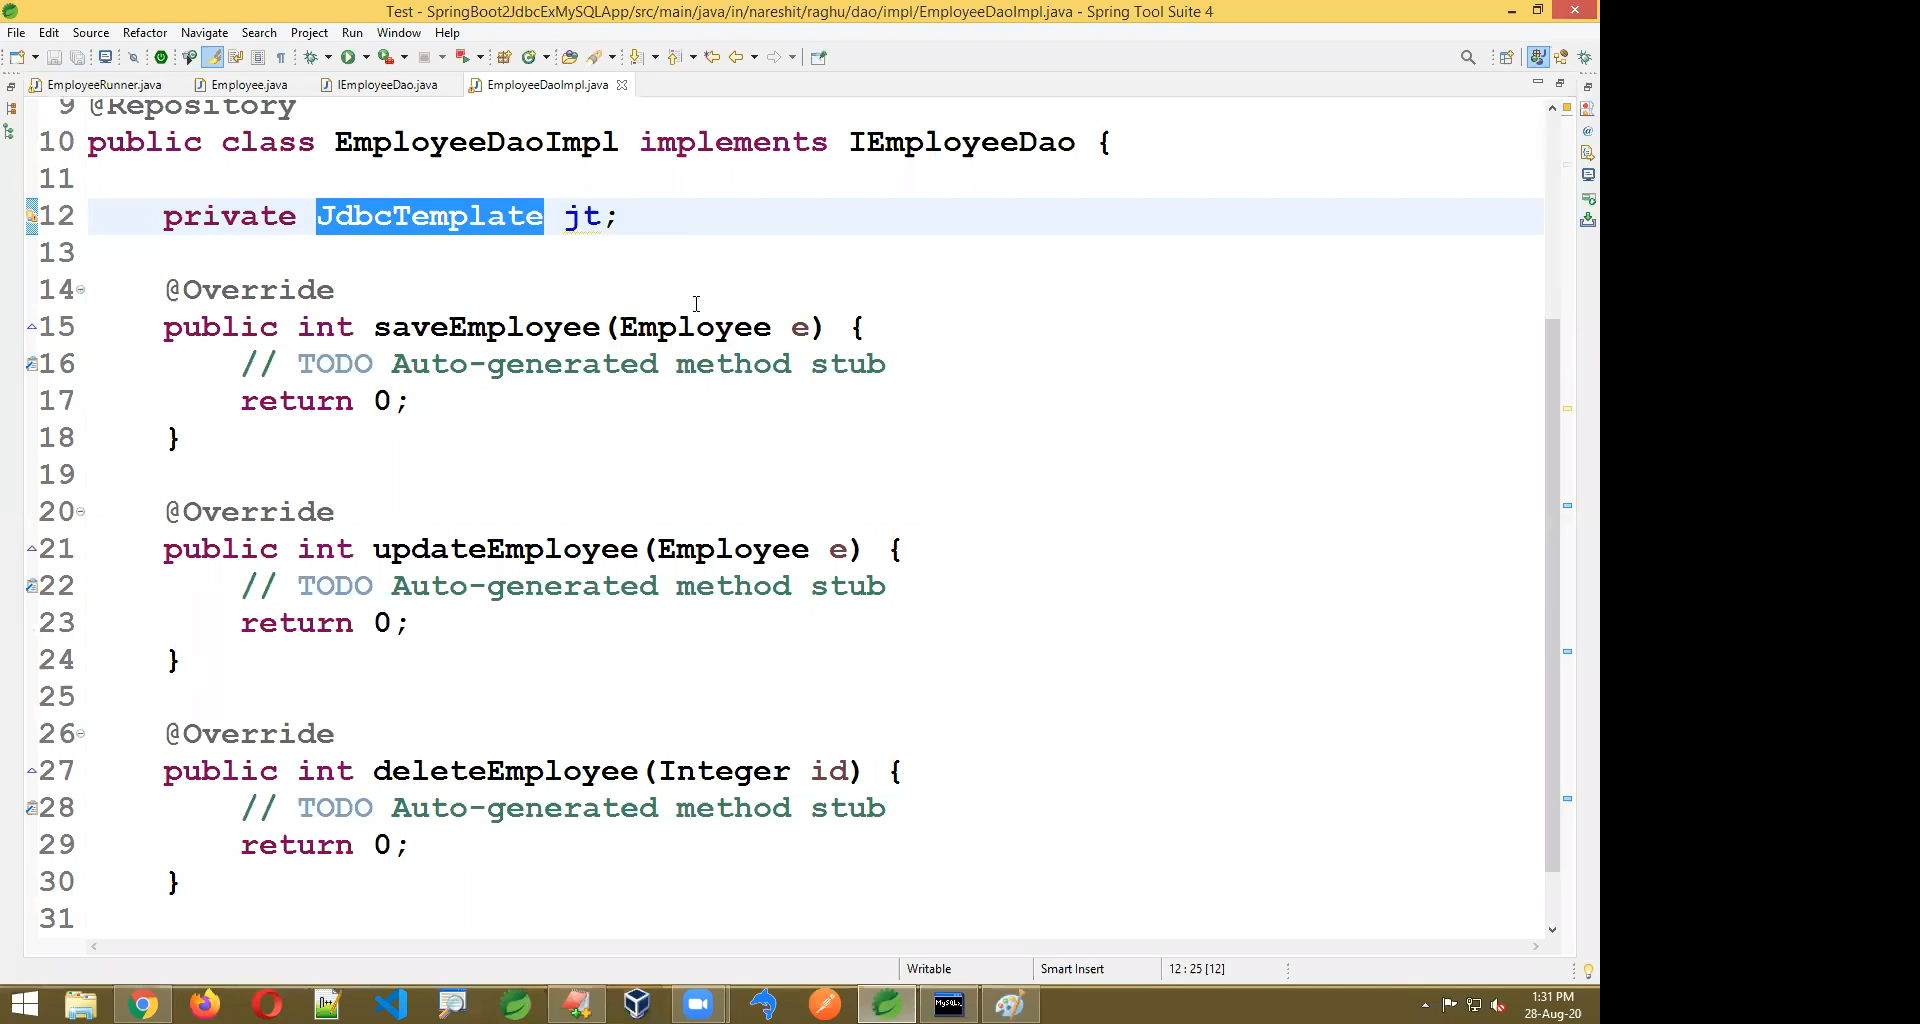 Test - SpringBoot2JdbcExMySQLApp/src/main/java/in/nareshit/raghu/dao/impl/EmployeeDaoImpl.java - Spring Tool Suite 4
File Edit Source Refactor Navigate Search Project Run Window Help
EmployeeRunner.java Employee.java IEmployeeDao.java EmployeeDaoImpl.java
9 @Repository
10 public class EmployeeDaoImpl implements IEmployeeDao {
11
12 private JdbcTemplate jt;
13
14 @Override
15 public int saveEmployee(Employee e) {
16 // TODO Auto-generated method stub
17 return 0;
18 }
19
20 @Override
21 public int updateEmployee(Employee e) {
22 // TODO Auto-generated method stub
23 return 0;
24 }
25
26 @Override
27 public int deleteEmployee(Integer id) {
28 // TODO Auto-generated method stub
29 return 0;
30 }
31
Writable Smart Insert 12 : 25 [12]
1:31 PM
28-Aug-20